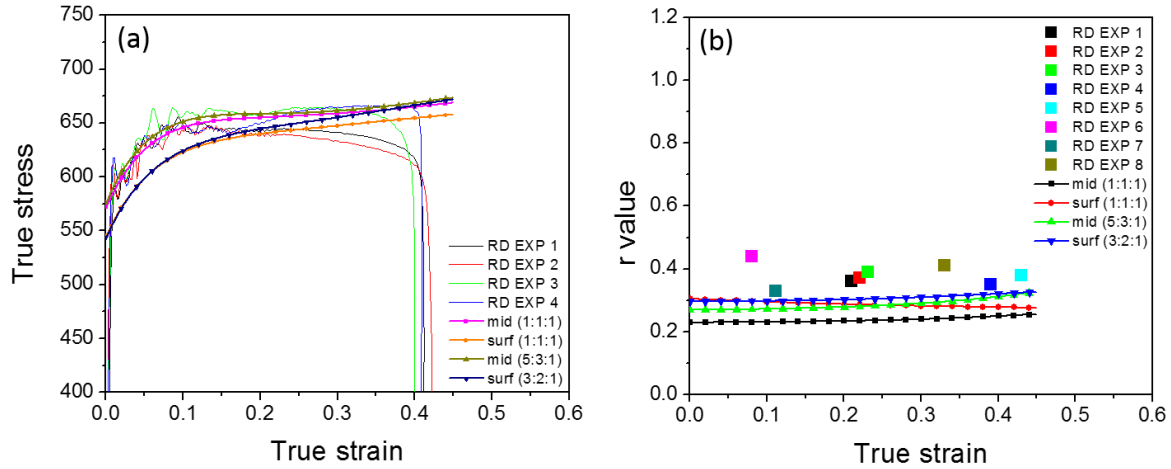 (a)
True stress
750
700
650
600
550
500
450
400
0.0 0.1 0.2 0.3 0.4 0.5 0.6
True strain
RD EXP 1
RD EXP 2
RD EXP 3
RD EXP 4
mid (1:1:1)
surf (1:1:1)
mid (5:3:1)
surf (3:2:1)
(b)
r value
1.2
1.0
0.8
0.6
0.4
0.2
0.0
0.0 0.1 0.2 0.3 0.4 0.5 0.6
True strain
RD EXP 1
RD EXP 2
RD EXP 3
RD EXP 4
RD EXP 5
RD EXP 6
RD EXP 7
RD EXP 8
mid (1:1:1)
surf (1:1:1)
mid (5:3:1)
surf (3:2:1)